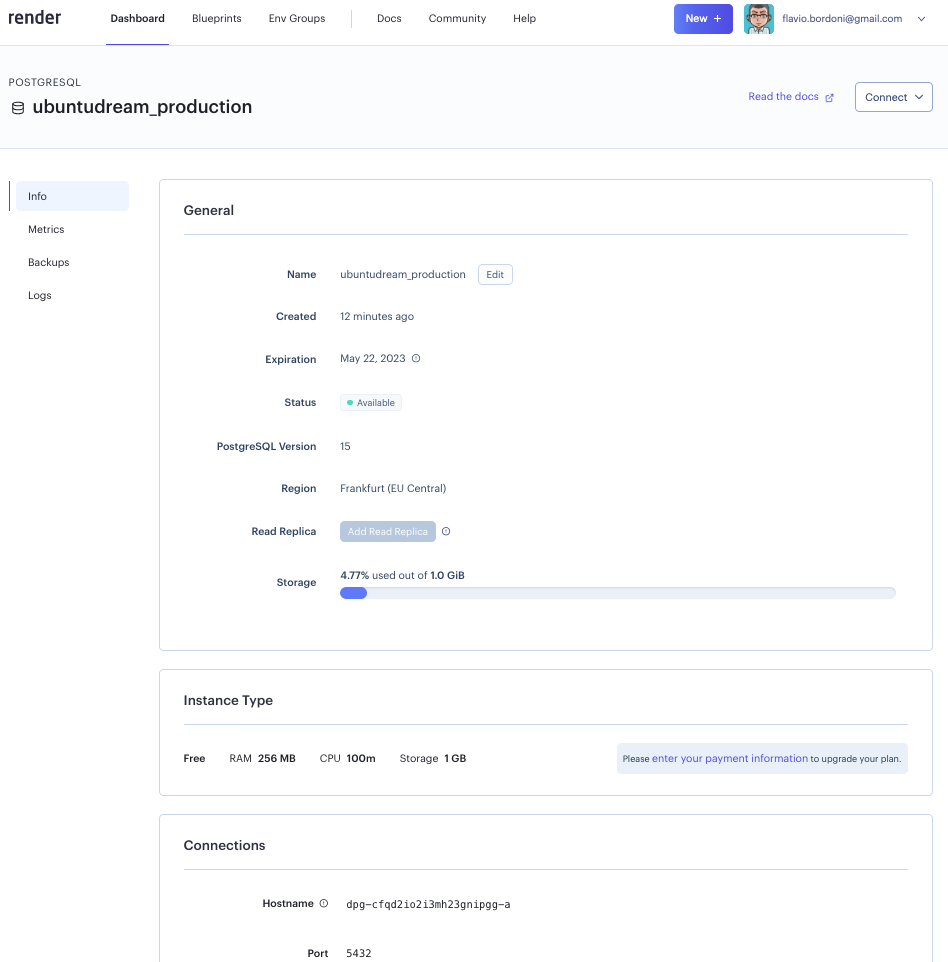 render
Dashboard Blueprints Env Groups Docs Community Help New + flavio.bordoni@gmail.com
POSTGRESQL
ubuntudream_production
Read the docs
Connect
Info
Metrics
Backups
Logs
General
Name ubuntudream_production Edit
Created 12 minutes ago
Expiration May 22, 2023
Status Available
PostgreSQL Version 15
Region Frankfurt (EU Central)
Read Replica Add Read Replica
Storage 4.77% used out of 1.0 GiB
Instance Type
Free RAM 256 MB CPU 100m Storage 1 GB Please enter your payment information to upgrade your plan.
Connections
Hostname dpg-cfqd2io2i3mh23gnipgg-a
Port 5432